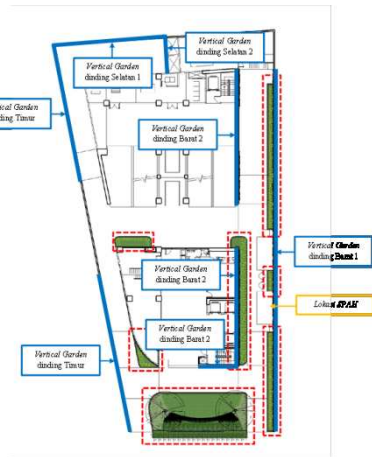 Vertical Garden
dinding Selatan 2
Vertical Garden
dinding Selatan 1
dinding Timur
Vertical Garden
dinding Barat 2
Vertical Garden
dinding Barat 1
Vertical Garden
dinding Barat 2
Lokasi SPAH
Vertical Garden
dinding Barat 2
Vertical Garden
dinding Timur